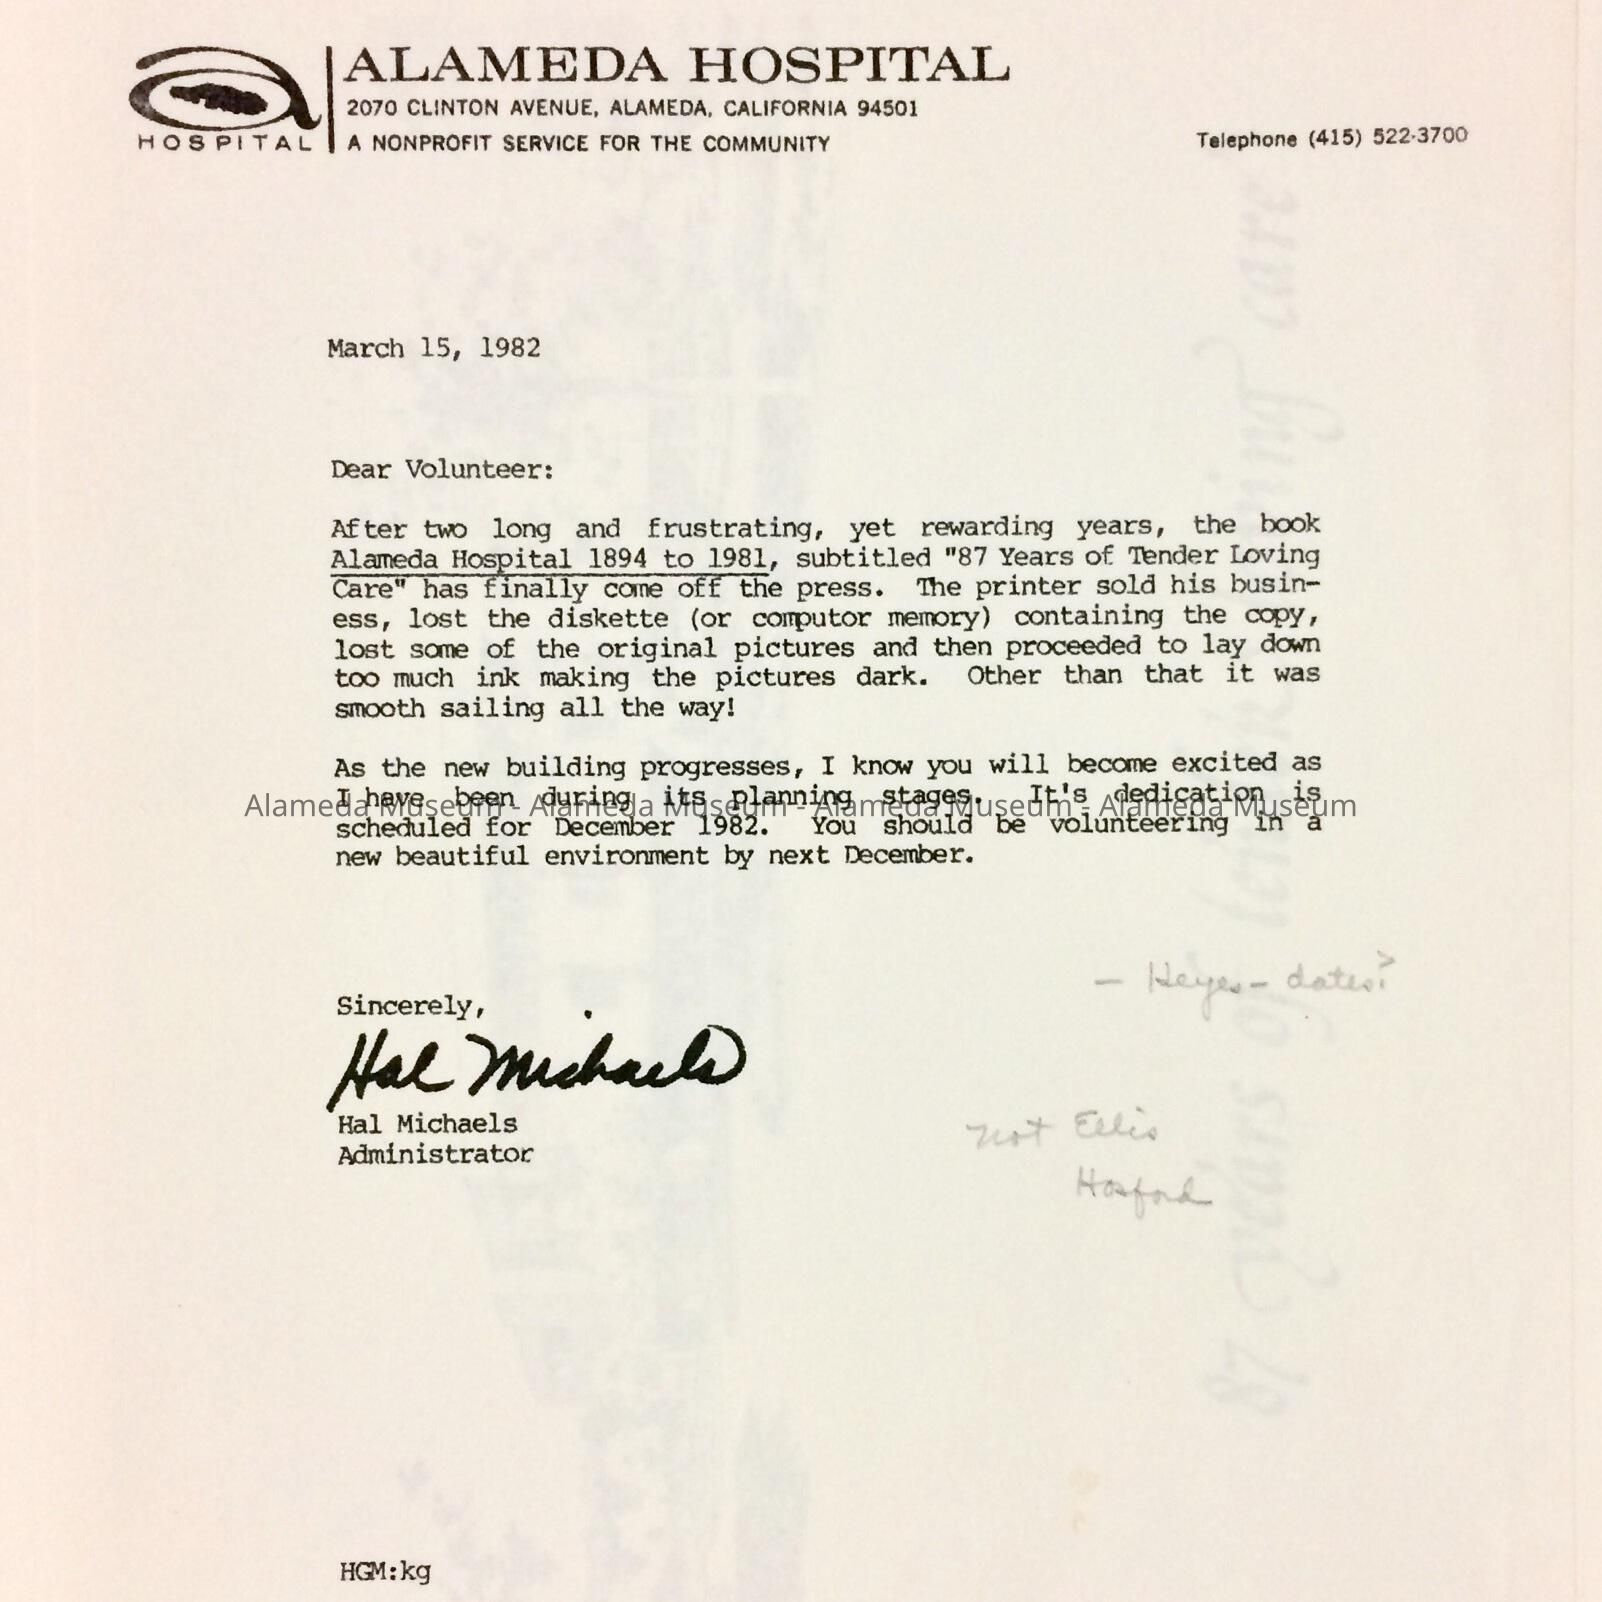 ALAMEDA HOSPITAL
2070 CLINTON AVENUE, ALAMEDA, CALIFORNIA 94501
HOSPITAL
A NONPROFIT SERVICE FOR THE COMMUNITY
Telephone (415) 522-3700
March 15, 1982
Dear Volunteer:
After two long and frustrating, yet rewarding years, the book
Alameda Hospital 1894 to 1981, subtitled "87 Years of Tender Loving
Care" has finally come off the press. The printer sold his busin-
ess, lost the diskette (or computor memory) containing the copy,
lost some of the original pictures and then proceeded to lay down
too much ink making the pictures dark. Other than that it was
smooth sailing all the way!
As the new building progresses, I know you will become excited as
I have been during its planning stages. It's dedication is
Alameda Museum - Alameda Museum - Alameda Museum - Alameda Museum
scheduled for December 1982. You should be volunteering in a
new beautiful environment by next December.
- Heyes - dates?
Sincerely,
Hal Michaels
Hal Michaels
Administrator
not Ellis
Hosford
HGM:kg
87 Years of tender loving care